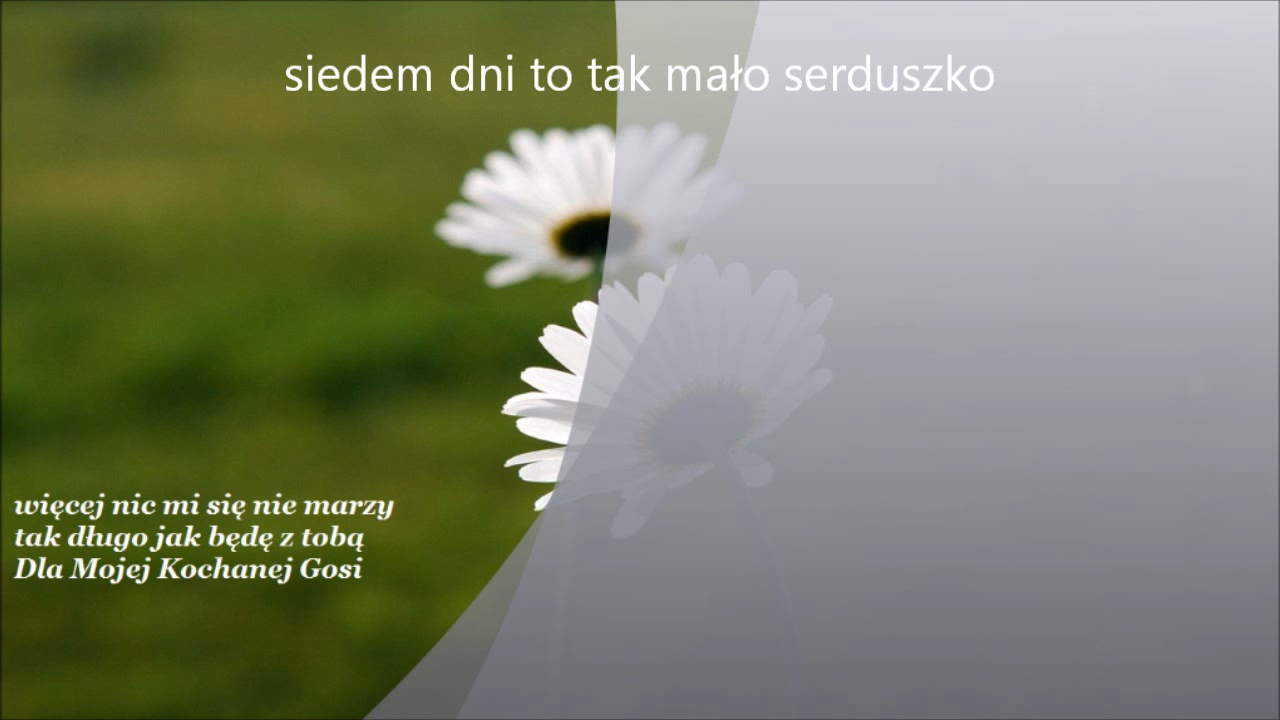 siedem dni to tak mało serduszko
więcej nic mi się nie marzy
tak długo jak będę z tobą
Dla Mojej Kochanej Gosi